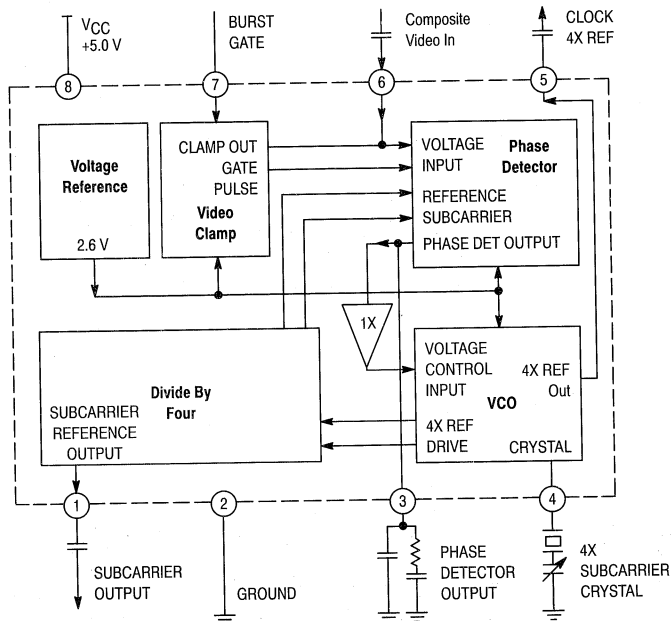 VCC
+5.0 V
BURST
GATE
Composite
Video In
CLOCK
4X REF
8
7
6
5
Voltage
Reference
2.6 V
CLAMP OUT
GATE
PULSE
Video
Clamp
VOLTAGE
INPUT
Phase
Detector
REFERENCE
SUBCARRIER
PHASE DET OUTPUT
1X
Divide By
Four
SUBCARRIER
REFERENCE
OUTPUT
VOLTAGE
CONTROL
INPUT
4X REF
Out
VCO
4X REF
DRIVE
CRYSTAL
1
2
3
4
SUBCARRIER
OUTPUT
GROUND
PHASE
DETECTOR
OUTPUT
4X
SUBCARRIER
CRYSTAL